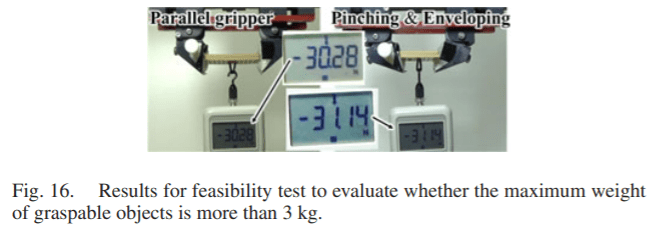 Parallel gripper
Pinching & Enveloping
-30.28
N
-31.14
N
-30.28
-31.14
Fig. 16. Results for feasibility test to evaluate whether the maximum weight
of graspable objects is more than 3 kg.